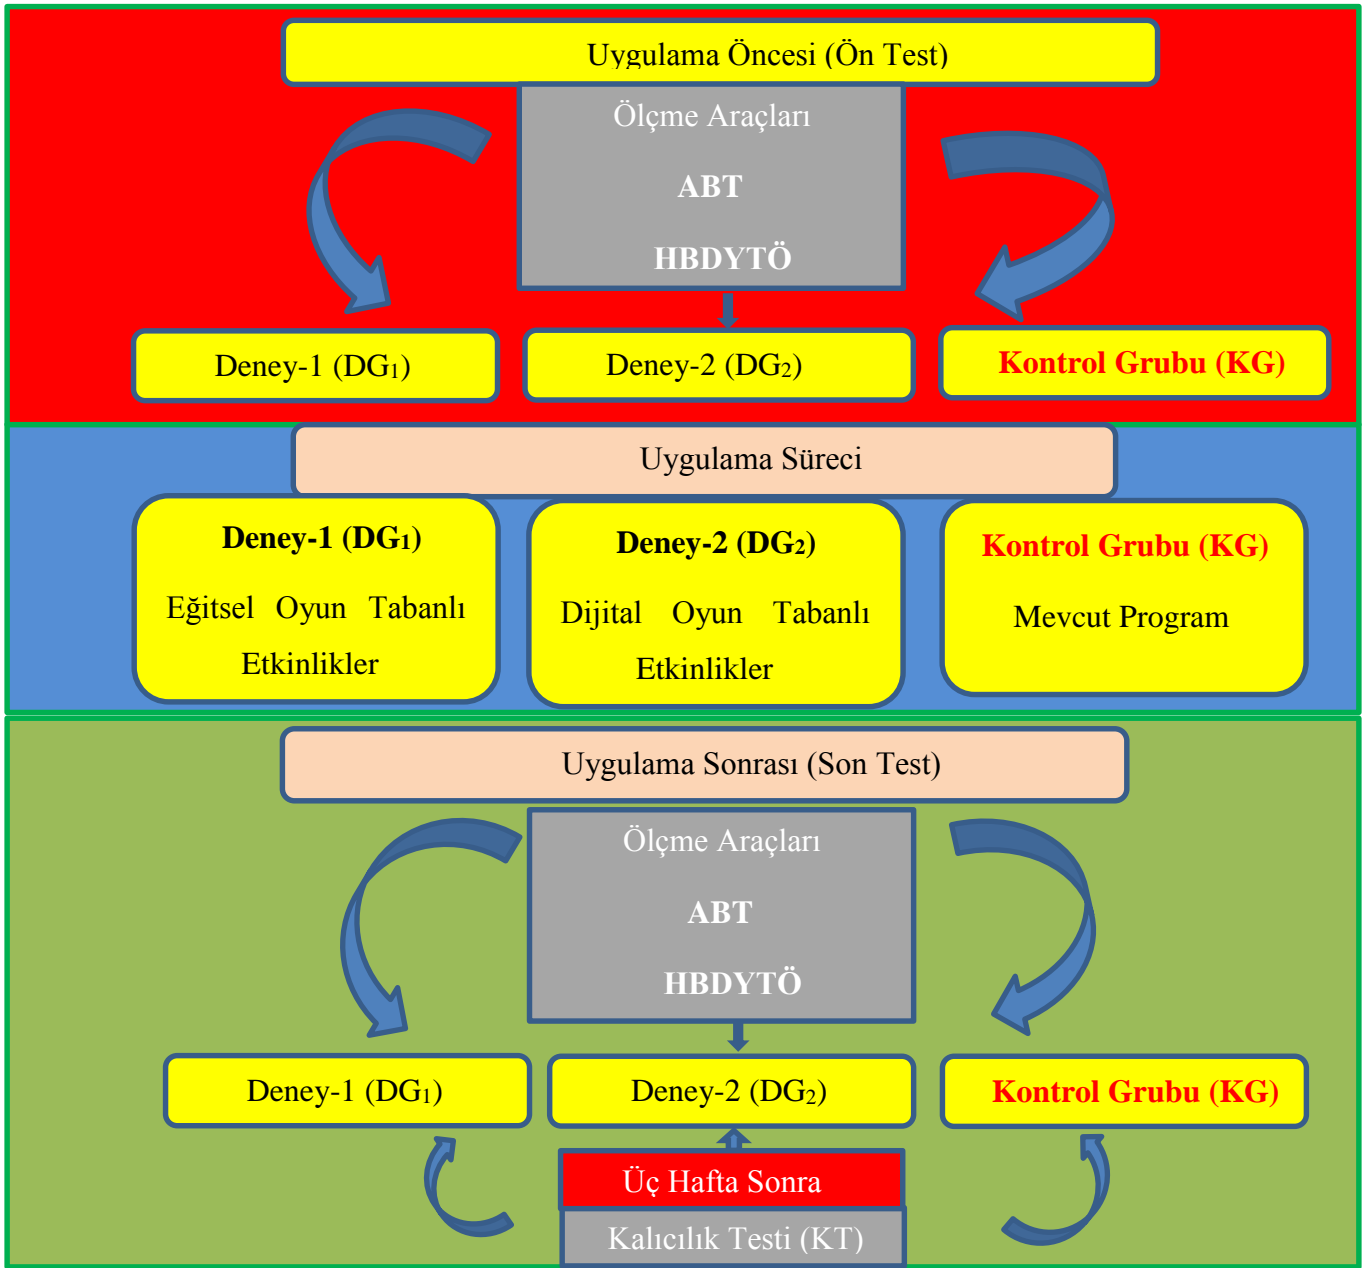 Uygulama Öncesi (Ön Test)
Ölçme Araçları
ABT
HBDYTÖ
Deney-1 (DG₁)
Deney-2 (DG₂)
Kontrol Grubu (KG)
Uygulama Süreci
Deney-1 (DG₁)
Eğitsel Oyun Tabanlı
Etkinlikler
Deney-2 (DG₂)
Dijital Oyun Tabanlı
Etkinlikler
Kontrol Grubu (KG)
Mevcut Program
Uygulama Sonrası (Son Test)
Ölçme Araçları
ABT
HBDYTÖ
Deney-1 (DG₁)
Deney-2 (DG₂)
Kontrol Grubu (KG)
Üç Hafta Sonra
Kalıcılık Testi (KT)